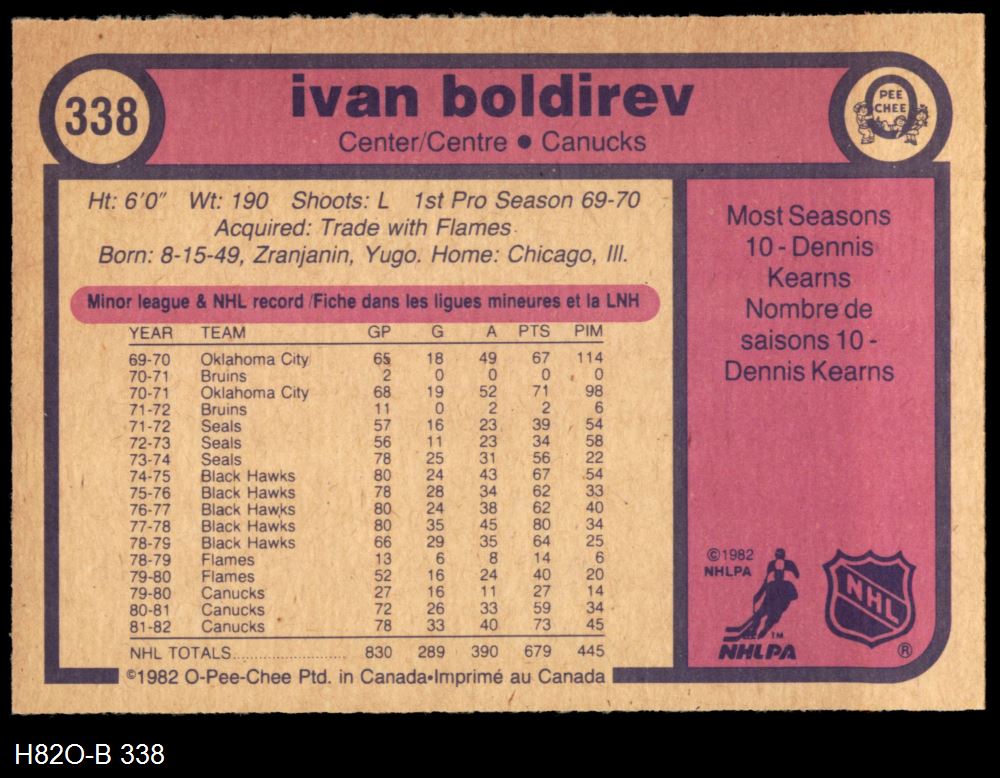 338
ivan boldirev
Center/Centre • Canucks
O
PEE
CHEE
Ht: 6'0" Wt: 190 Shoots: L 1st Pro Season 69-70
Acquired: Trade with Flames
Born: 8-15-49, Zranjanin, Yugo. Home: Chicago, Ill.
Minor league & NHL record /Fiche dans les ligues mineures et la LNH
YEAR TEAM GP G A PTS PIM
69-70 Oklahoma City 65 18 49 67 114
70-71 Bruins 2 0 0 0 0
70-71 Oklahoma City 68 19 52 71 98
71-72 Bruins 11 0 2 2 6
71-72 Seals 57 16 23 39 54
72-73 Seals 56 11 23 34 58
73-74 Seals 78 25 31 56 22
74-75 Black Hawks 80 24 43 67 54
75-76 Black Hawks 78 28 34 62 33
76-77 Black Hawks 80 24 38 62 40
77-78 Black Hawks 80 35 45 80 34
78-79 Black Hawks 66 29 35 64 25
78-79 Flames 13 6 8 14 6
79-80 Flames 52 16 24 40 20
79-80 Canucks 27 16 11 27 14
80-81 Canucks 72 26 33 59 34
81-82 Canucks 78 33 40 73 45
NHL TOTALS 830 289 390 679 445
©1982 O-Pee-Chee Ptd. in Canada•Imprimé au Canada
Most Seasons
10 - Dennis
Kearns
Nombre de
saisons 10 -
Dennis Kearns
©1982
NHLPA
TM
NHLPA
NHL
®
H82O-B 338